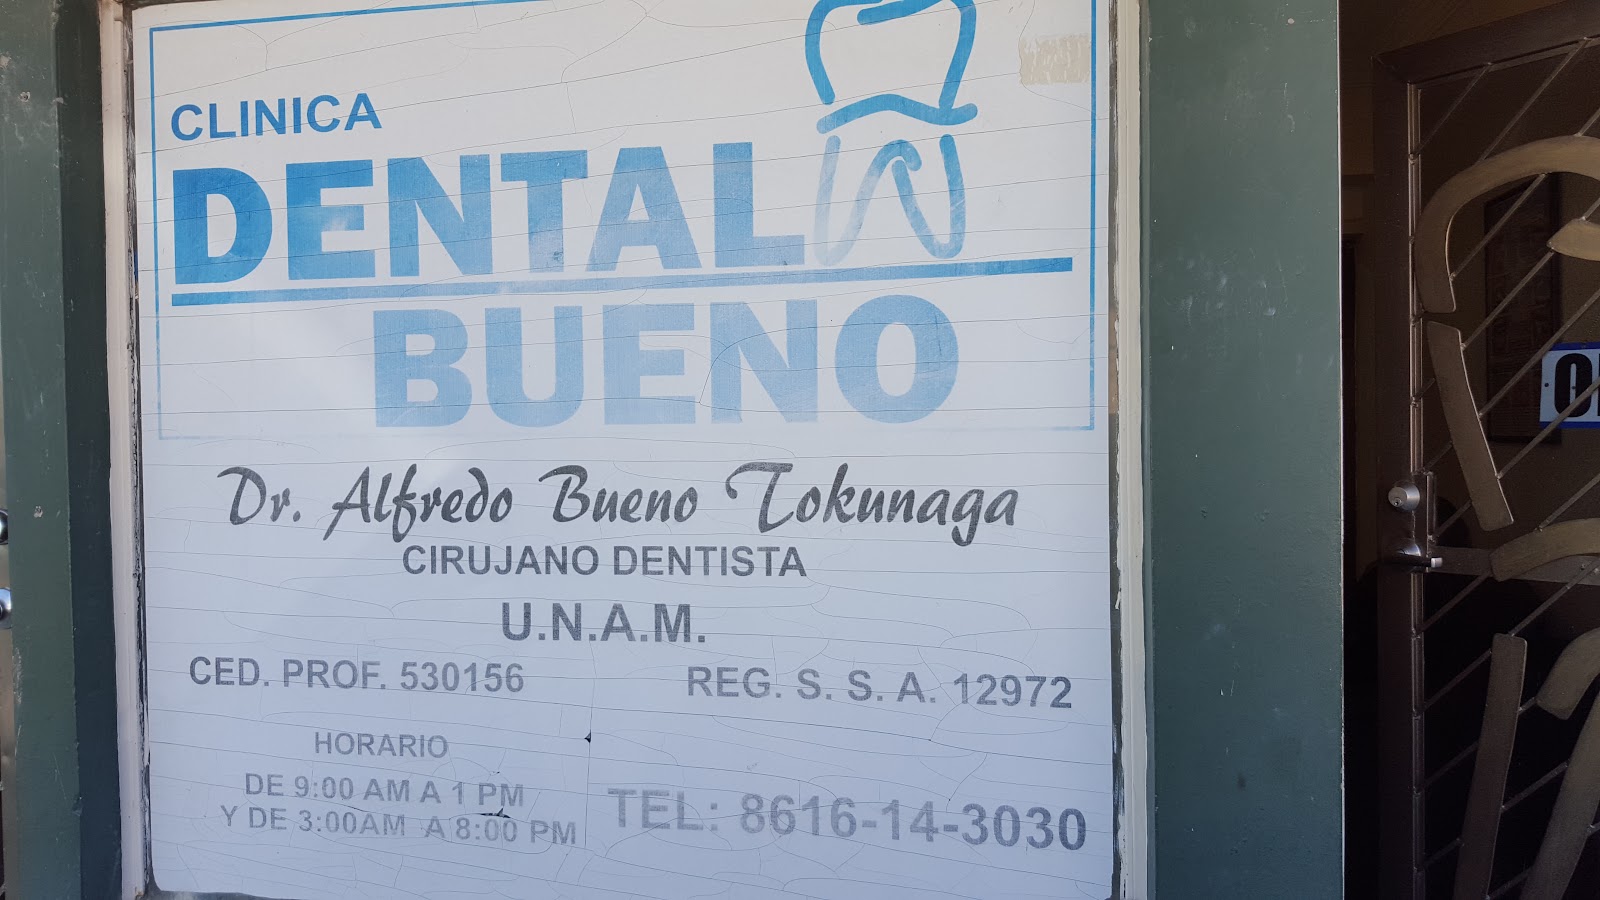 CLINICA
DENTAL
BUENO
Dr. Alfredo Bueno Tokunaga
CIRUJANO DENTISTA
U.N.A.M.
CED. PROF. 530156
REG. S. S. A. 12972
HORARIO
DE 9:00 AM A 1 PM
Y DE 3:00AM A 8:00 PM
TEL: 8616-14-3030